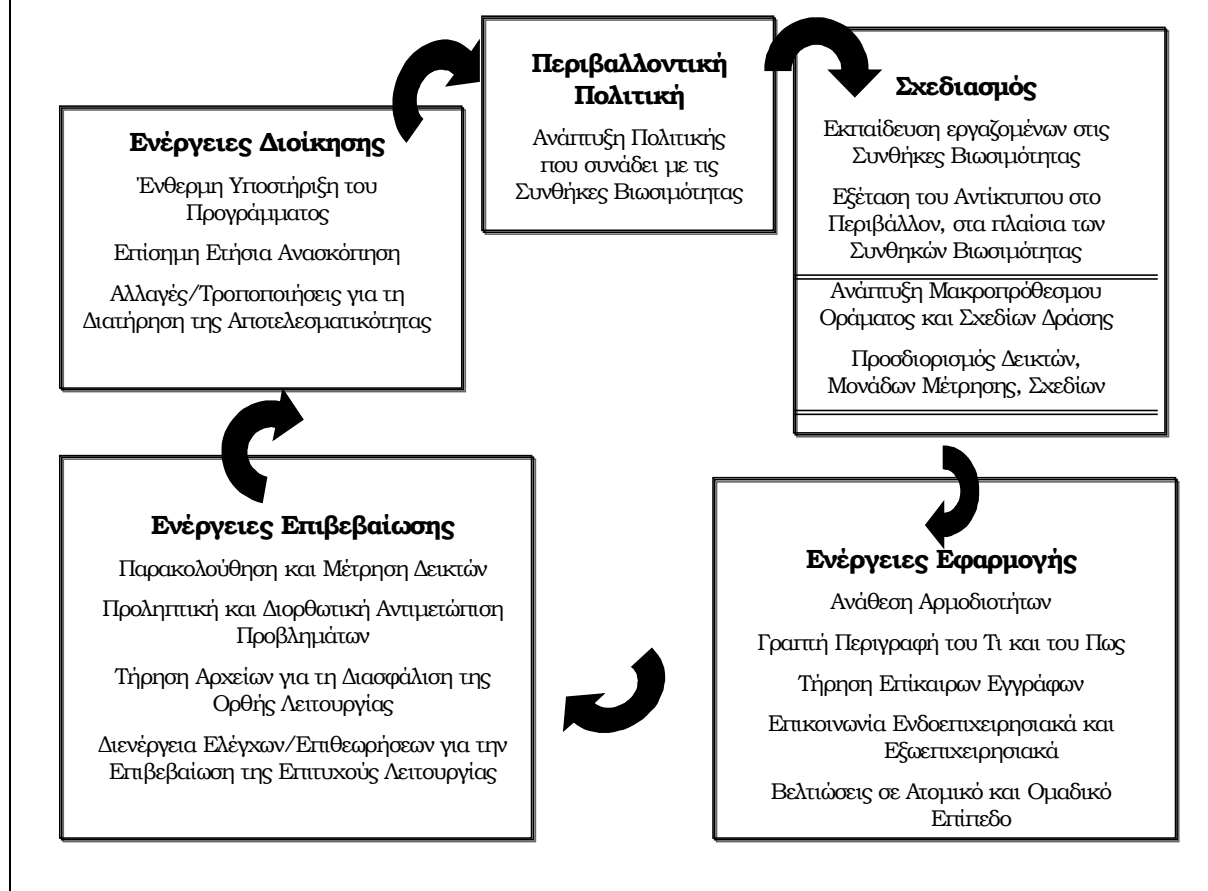 Περιβαλλοντική
Πολιτική
Ανάπτυξη Πολιτικής
που συνάδει με τις
Συνθήκες Βιωσιμότητας
Σχεδιασμός
Εκπαίδευση εργαζομένων στις
Συνθήκες Βιωσιμότητας
Εξέταση του Αντίκτυπου στο
Περιβάλλον, στα πλαίσια των
Συνθηκών Βιωσιμότητας
Ανάπτυξη Μακροπρόθεσμου
Οράματος και Σχεδίων Δράσης
Προσδιορισμός Δεικτών,
Μονάδων Μέτρησης, Σχεδίων
Ενέργειες Εφαρμογής
Ανάθεση Αρμοδιοτήτων
Γραπτή Περιγραφή του Τι και του Πως
Τήρηση Επίκαιρων Εγγράφων
Επικοινωνία Ενδοεπιχειρησιακά και
Εξωεπιχειρησιακά
Βελτιώσεις σε Ατομικό και Ομαδικό
Επίπεδο
Ενέργειες Επιβεβαίωσης
Παρακολούθηση και Μέτρηση Δεικτών
Προληπτική και Διορθωτική Αντιμετώπιση
Προβλημάτων
Τήρηση Αρχείων για τη Διασφάλιση της
Ορθής Λειτουργίας
Διενέργεια Ελέγχων/Επιθεωρήσεων για την
Επιβεβαίωση της Επιτυχούς Λειτουργίας
Ενέργειες Διοίκησης
Ένθερμη Υποστήριξη του
Προγράμματος
Επίσημη Ετήσια Ανασκόπηση
Αλλαγές/Τροποποιήσεις για τη
Διατήρηση της Αποτελεσματικότητας